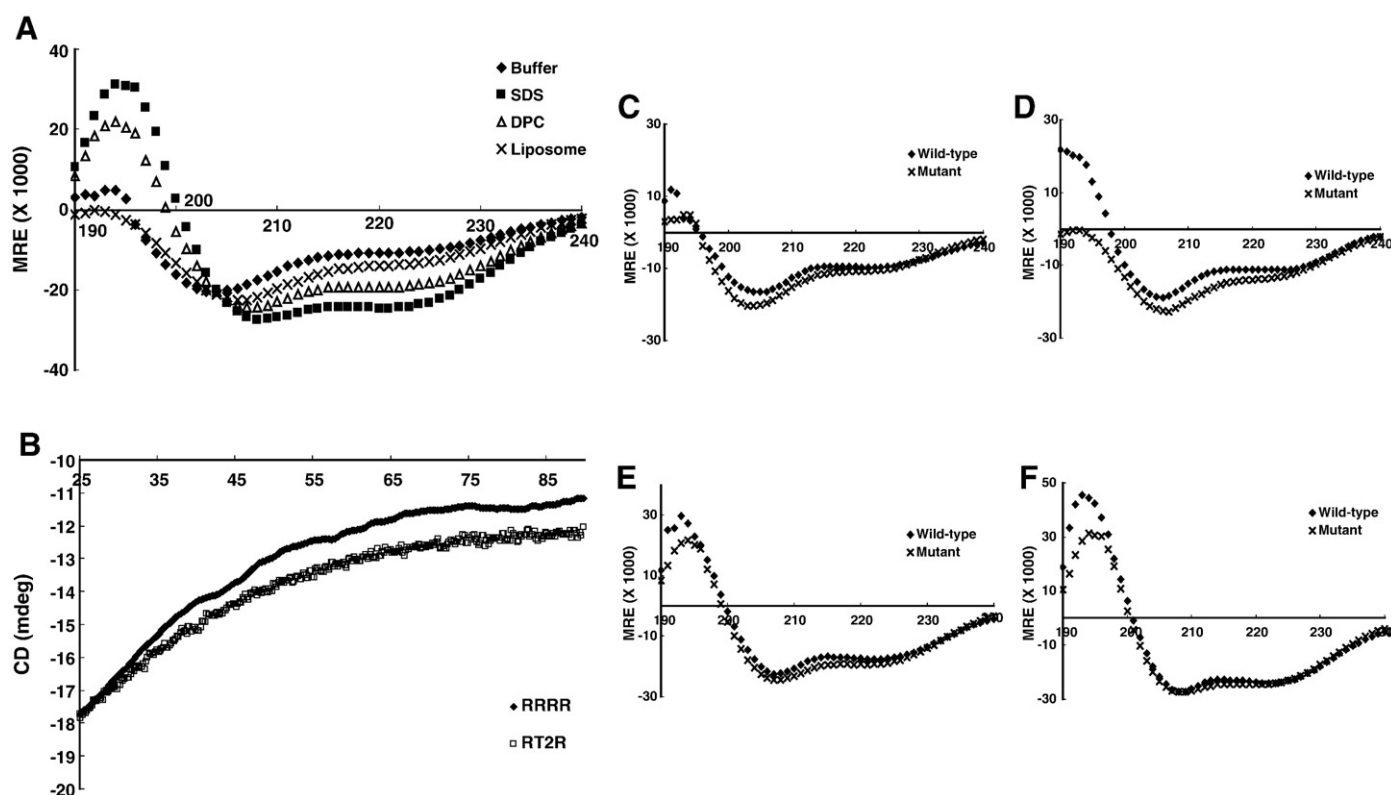 A
MRE (X 1000)
40
20
0
-20
-40
190
200
210
220
230
240
Buffer
SDS
DPC
Liposome
B
CD (mdeg)
-10
-11
-12
-13
-14
-15
-16
-17
-18
-19
-20
25
35
45
55
65
75
85
RRRR
RT2R
C
MRE (X 1000)
30
10
-10
-30
190
200
210
220
230
240
Wild-type
Mutant
D
MRE (X 1000)
30
10
-10
-30
190
200
210
220
230
240
Wild-type
Mutant
E
MRE (X 1000)
30
10
-10
-30
190
200
210
220
230
240
Wild-type
Mutant
F
MRE (X 1000)
50
30
10
-10
-30
190
200
210
220
230
240
Wild-type
Mutant